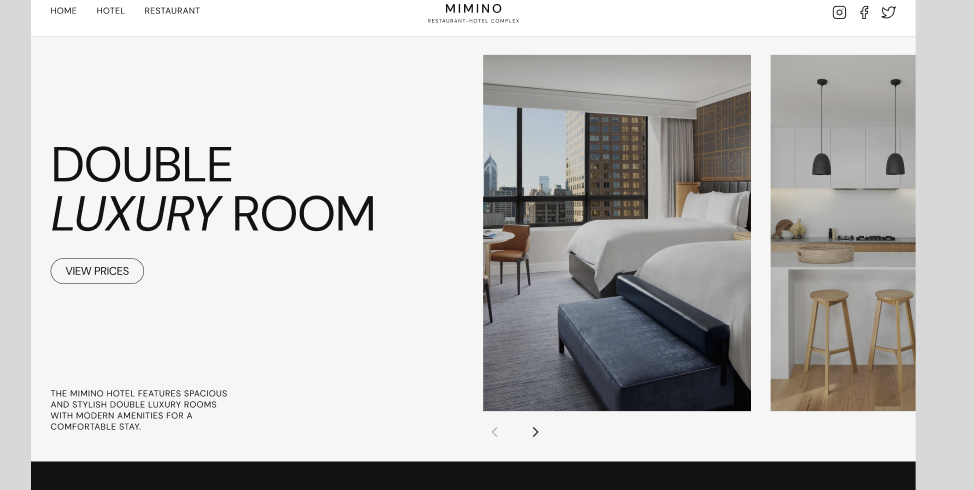 HOME HOTEL RESTAURANT
MIMINO
RESTAURANT-HOTEL COMPLEX
DOUBLE
LUXURY ROOM
VIEW PRICES
THE MIMINO HOTEL FEATURES SPACIOUS
AND STYLISH DOUBLE LUXURY ROOMS
WITH MODERN AMENITIES FOR A
COMFORTABLE STAY.